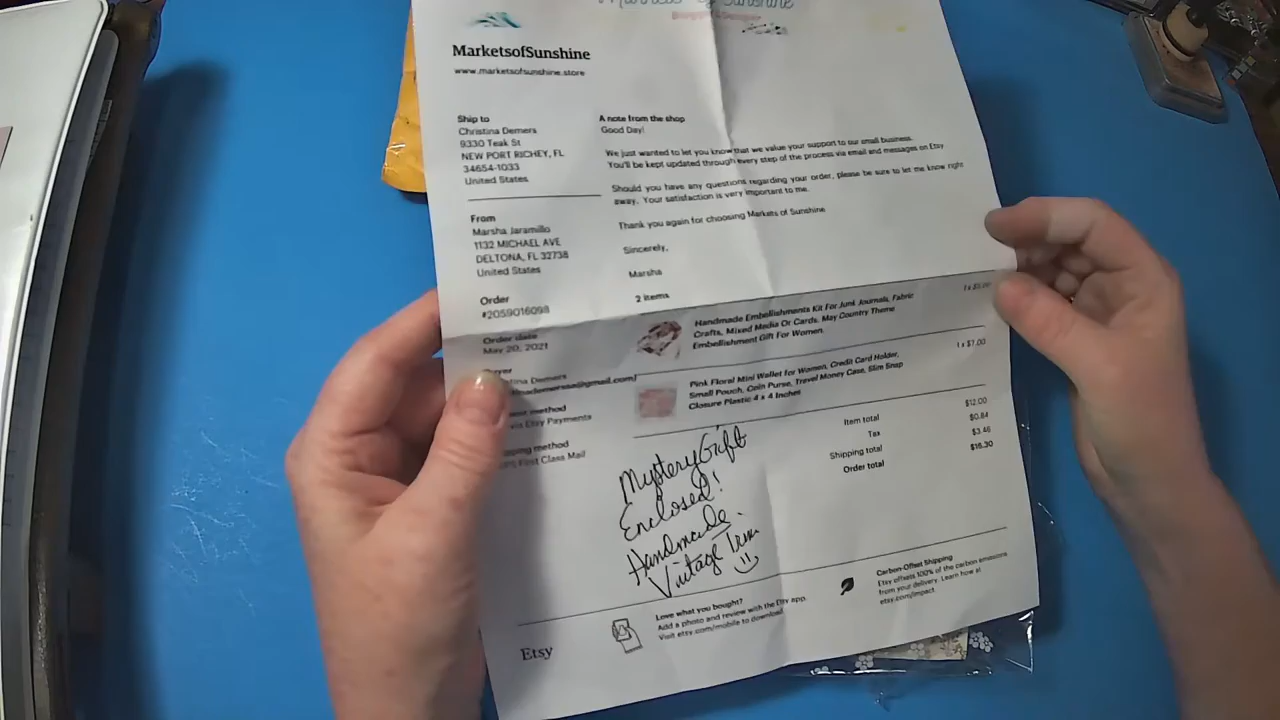 Markets of Sunshine
MarketsofSunshine
www.marketsofsunshine.store
Ship to
Christina Demers
9330 Teak St
NEW PORT RICHEY, FL
34654-1033
United States
From
Marsha Jaramillo
1132 MICHAEL AVE
DELTONA, FL 32738
United States
Order
#2059016098
Order date
May 20, 2021
Demers
method
via Etsy Payments
method
First Class Mail
A note from the shop
Good Day!
We just wanted to let you know that we value your support to our small business.
You'll be kept updated through every step of the process via email and messages on Etsy
Should you have any questions regarding your order, please be sure to let me know right
away. Your satisfaction is very important to me.
Thank you again for choosing Markets of Sunshine
Sincerely,
Marsha
2 items
Handmade Embellishments Kit For Junk Journals, Fabric
Crafts, Mixed Media Or Cards. May Country Theme
Embellishment Gift For Women.
1 x $5.00
Pink Floral Mini Wallet for Women, Credit Card Holder,
Small Pouch, Coin Purse, Travel Money Case, Slim Snap
Closure Plastic 4 x 4 Inches
1 x $7.00
Item total $12.00
Tax $0.84
Shipping total $3.46
Order total $16.30
Mystery Gift
Enclosed!
Handmade.
Vintage Trim
Etsy
Love what you bought?
Add a photo and review with the Etsy app.
Visit etsy.com/mobile to download.
Carbon-Offset Shipping
Etsy offsets 100% of the carbon emissions
from your delivery. Learn how at
etsy.com/impact.